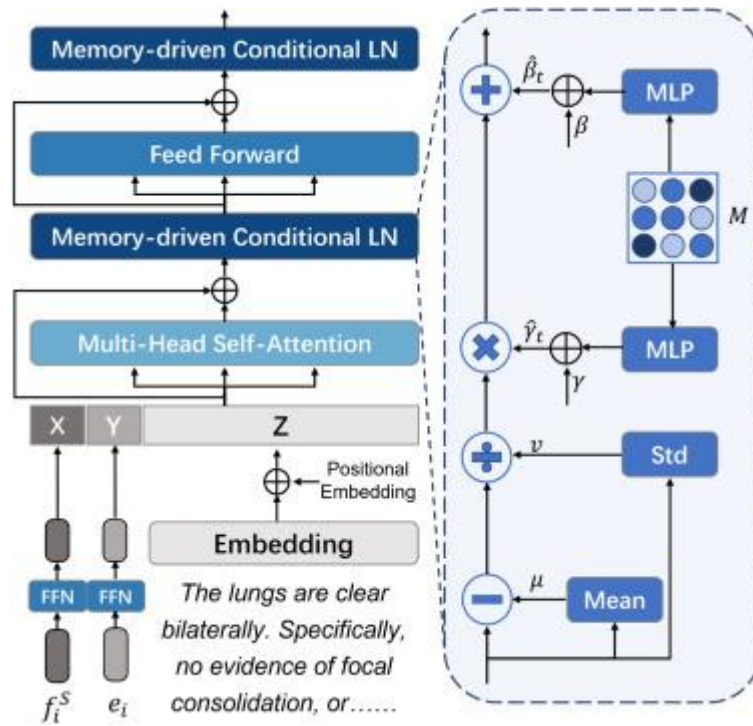 Memory-driven Conditional LN
Feed Forward
Memory-driven Conditional LN
Multi-Head Self-Attention
X Y Z
Positional
Embedding
Embedding
FFN FFN
The lungs are clear
bilaterally. Specifically,
no evidence of focal
consolidation, or……
f_i^S e_i
β̂_t
MLP
β
M
γ̂_t
MLP
γ
v
Std
μ
Mean